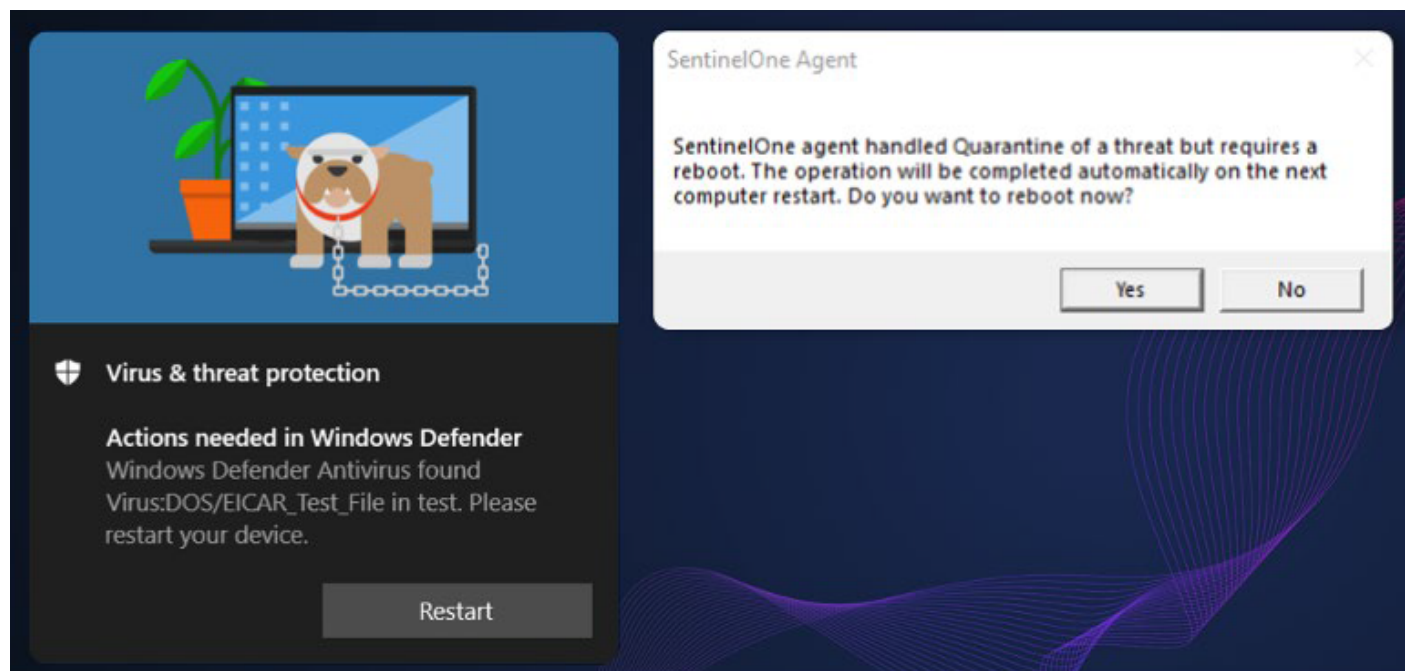 Virus & threat protection
Actions needed in Windows Defender
Windows Defender Antivirus found
Virus:DOS/EICAR_Test_File in test. Please
restart your device.
Restart
SentinelOne Agent
SentinelOne agent handled Quarantine of a threat but requires a
reboot. The operation will be completed automatically on the next
computer restart. Do you want to reboot now?
Yes
No